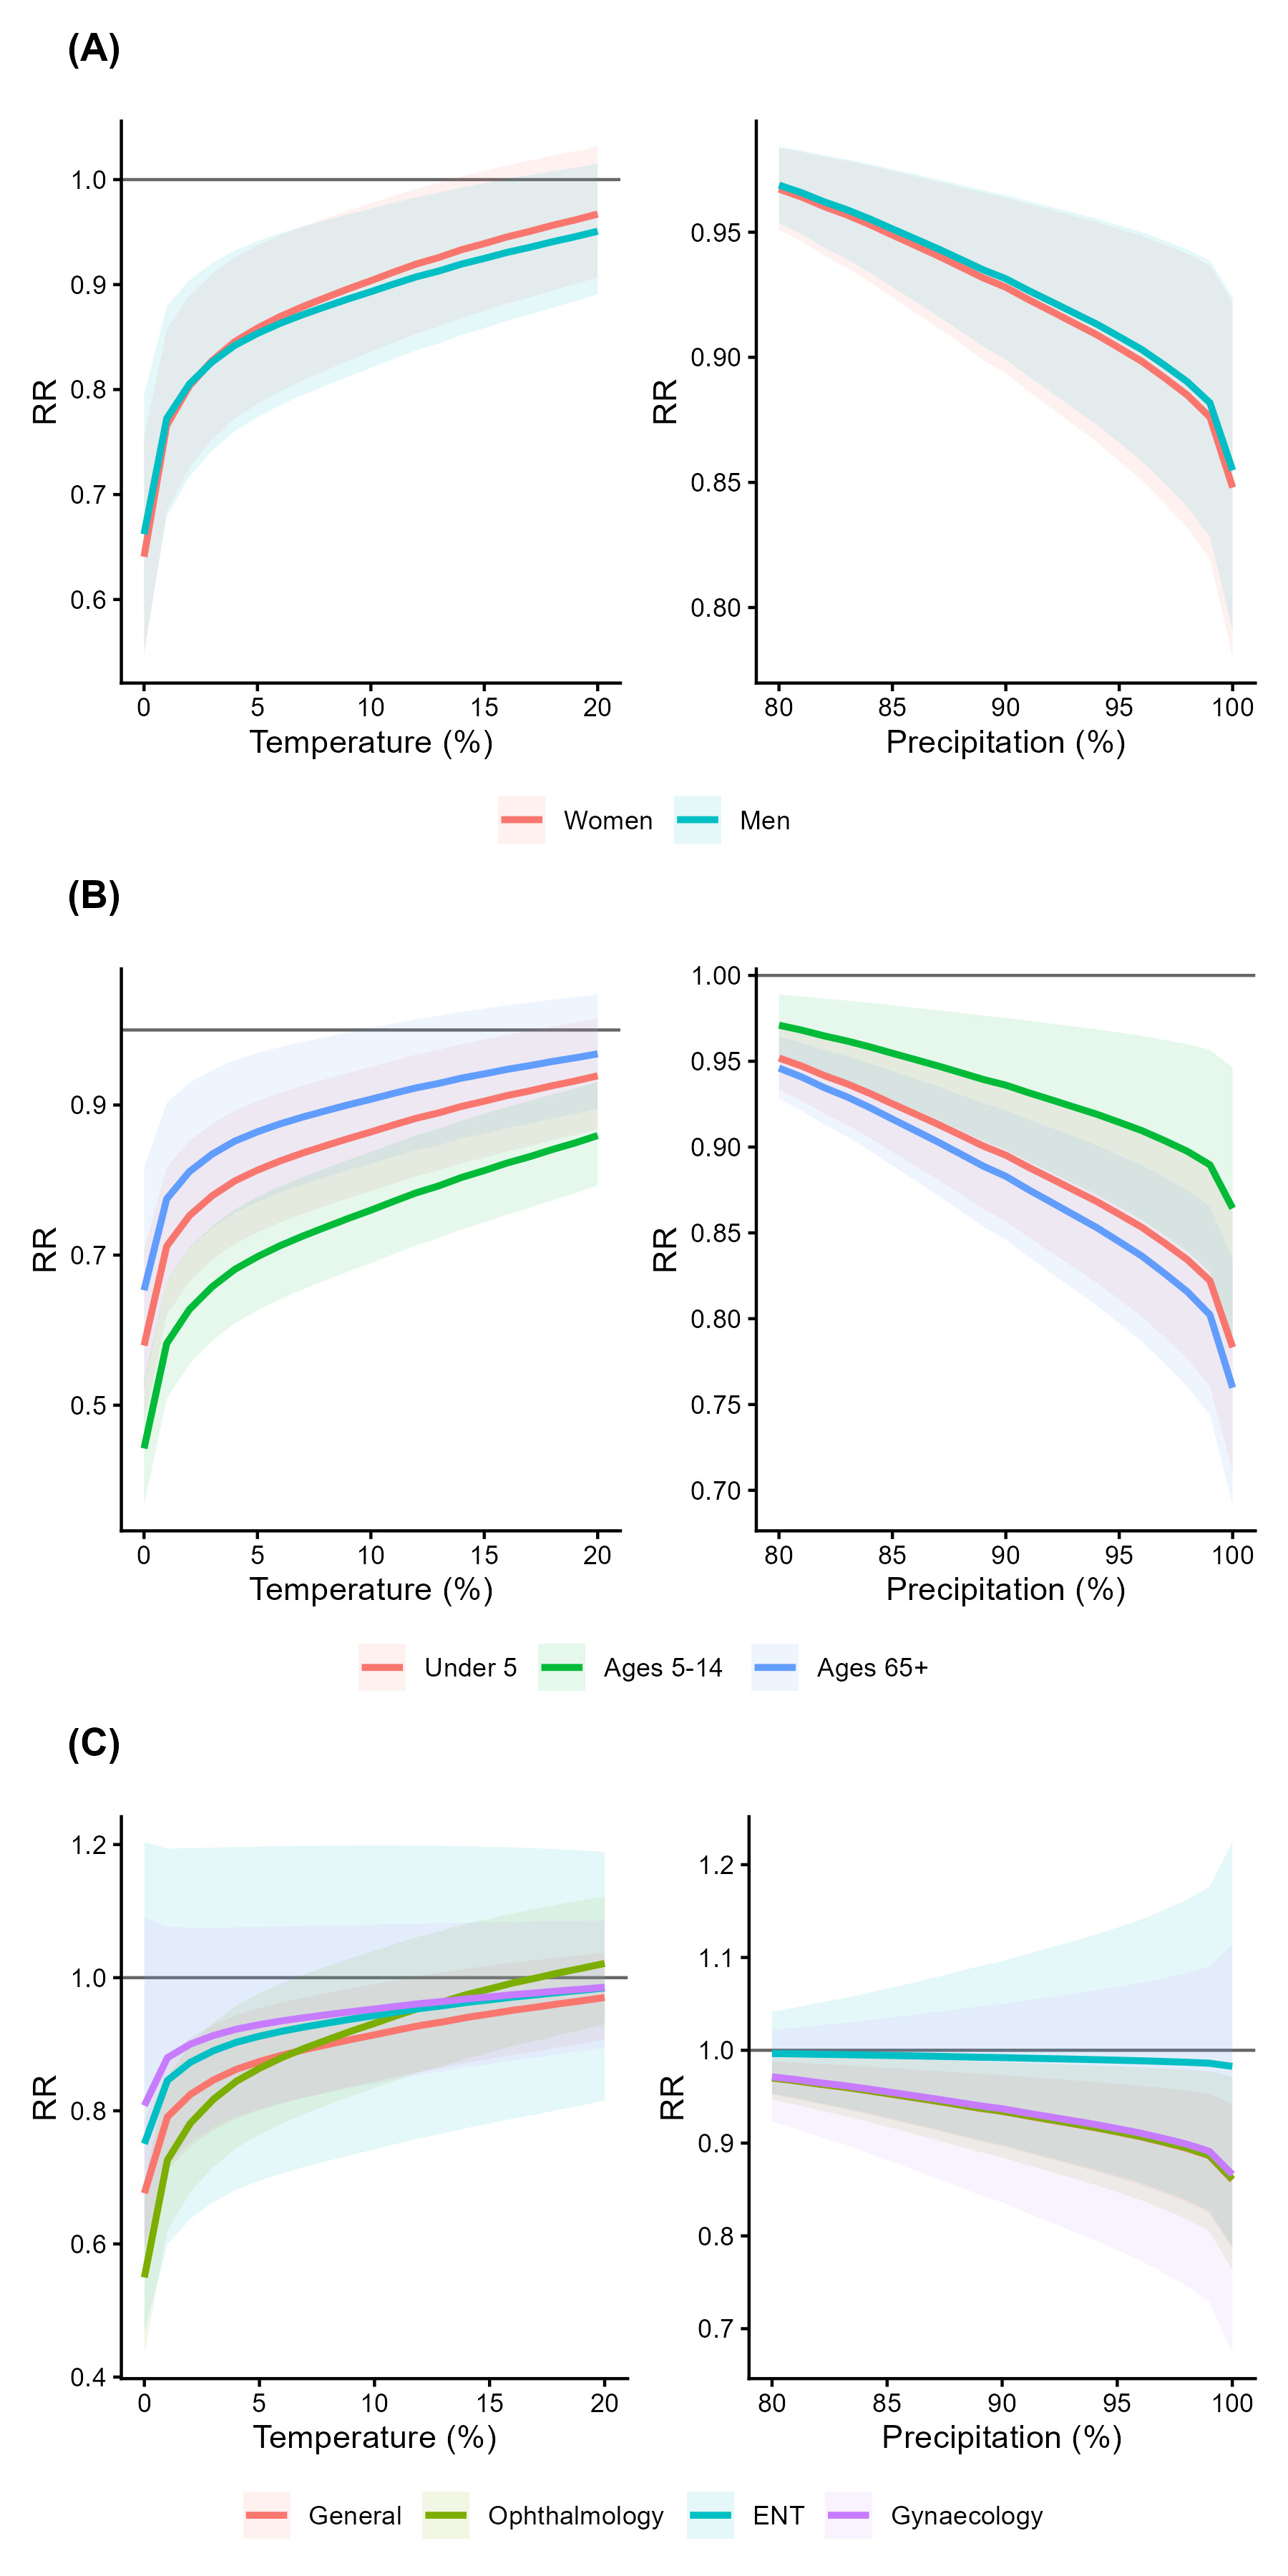 (A)
RR
1.0
0.9
0.8
0.7
0.6
0 5 10 15 20
Temperature (%)
RR
0.95
0.90
0.85
0.80
80 85 90 95 100
Precipitation (%)
Women Men
(B)
RR
0.9
0.7
0.5
0 5 10 15 20
Temperature (%)
RR
1.00
0.95
0.90
0.85
0.80
0.75
0.70
80 85 90 95 100
Precipitation (%)
Under 5 Ages 5-14 Ages 65+
(C)
RR
1.2
1.0
0.8
0.6
0.4
0 5 10 15 20
Temperature (%)
RR
1.2
1.1
1.0
0.9
0.8
0.7
80 85 90 95 100
Precipitation (%)
General Ophthalmology ENT Gynaecology